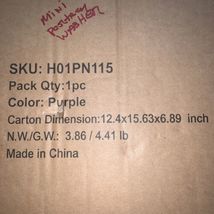 Mini
Portable
Washer
SKU: H01PN115
Pack Qty:1pc
Color: Purple
Carton Dimension:12.4x15.63x6.89 inch
N.W./G.W: 3.86 / 4.41 lb
Made in China